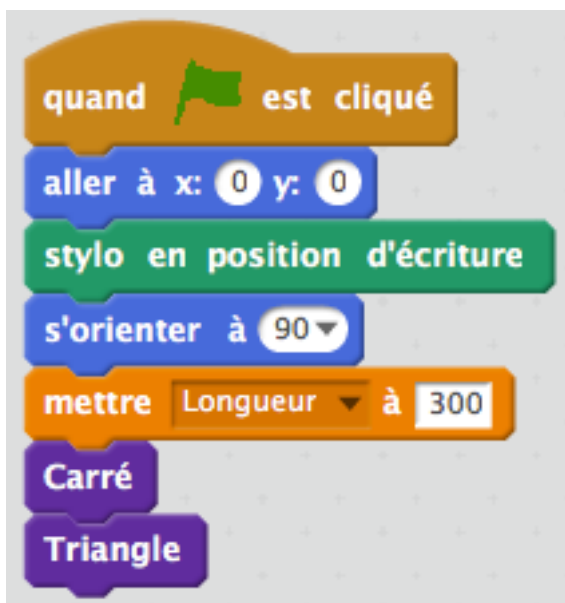 quand est cliqué
aller à x: 0 y: 0
stylo en position d'écriture
s'orienter à 90
mettre Longueur à 300
Carré
Triangle